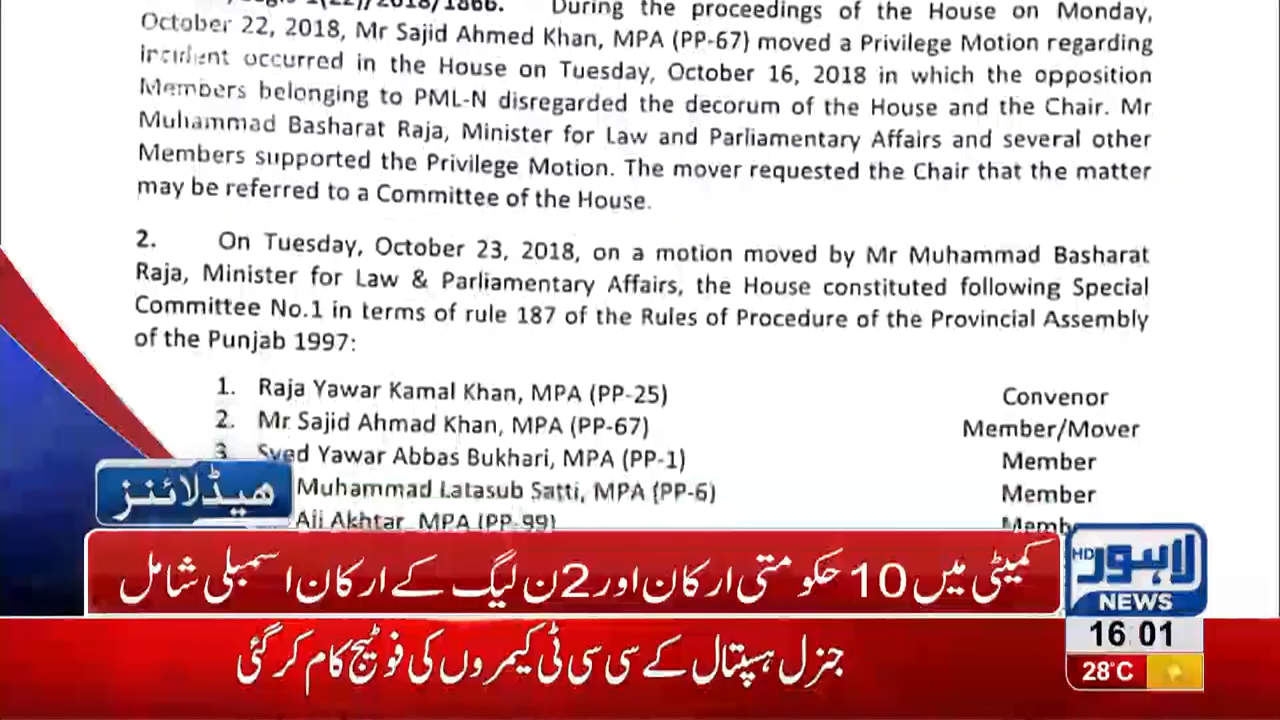 During the proceedings of the House on Monday,
October 22, 2018, Mr Sajid Ahmed Khan, MPA (PP-67) moved a Privilege Motion regarding
incident occurred in the House on Tuesday, October 16, 2018 in which the opposition
Members belonging to PML-N disregarded the decorum of the House and the Chair. Mr
Muhammad Basharat Raja, Minister for Law and Parliamentary Affairs and several other
Members supported the Privilege Motion. The mover requested the Chair that the matter
may be referred to a Committee of the House.
2. On Tuesday, October 23, 2018, on a motion moved by Mr Muhammad Basharat
Raja, Minister for Law & Parliamentary Affairs, the House constituted following Special
Committee No.1 in terms of rule 187 of the Rules of Procedure of the Provincial Assembly
of the Punjab 1997:
1. Raja Yawar Kamal Khan, MPA (PP-25) Convenor
2. Mr Sajid Ahmad Khan, MPA (PP-67) Member/Mover
3. Syed Yawar Abbas Bukhari, MPA (PP-1) Member
Muhammad Latasub Satti, MPA (PP-6) Member
Ali Akhtar, MPA (PP-99) Memb
ہیڈلائنز
کمیٹی میں 10 حکومتی ارکان اور 2 ن لیگ کے ارکان اسمبلی شامل
لاہور HD
NEWS
16 01
جنرل ہسپتال کے سی سی ٹی کیمروں کی فوٹیج کام کر گئی
28°C